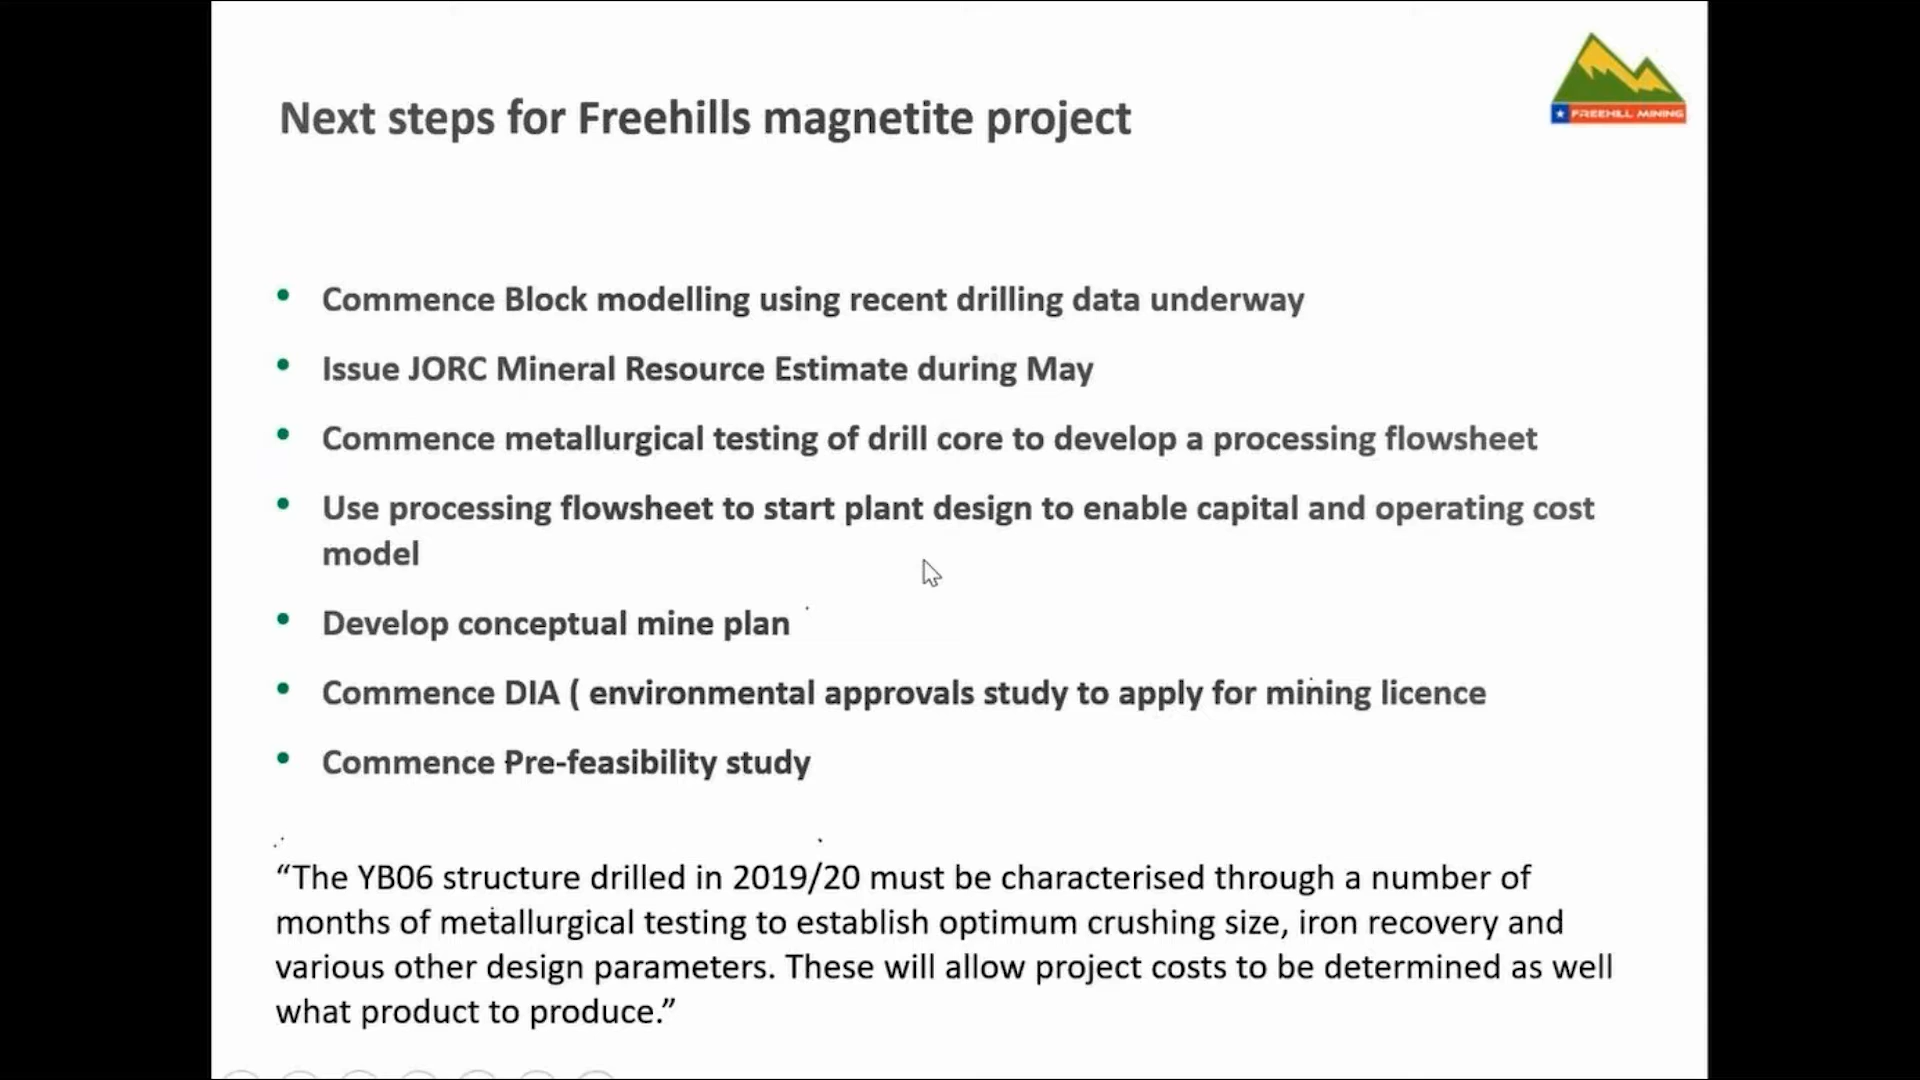 Next steps for Freehills magnetite project
FREEHILL MINING
• Commence Block modelling using recent drilling data underway
• Issue JORC Mineral Resource Estimate during May
• Commence metallurgical testing of drill core to develop a processing flowsheet
• Use processing flowsheet to start plant design to enable capital and operating cost
model
• Develop conceptual mine plan
• Commence DIA ( environmental approvals study to apply for mining licence
• Commence Pre-feasibility study
“The YB06 structure drilled in 2019/20 must be characterised through a number of
months of metallurgical testing to establish optimum crushing size, iron recovery and
various other design parameters. These will allow project costs to be determined as well
what product to produce.”